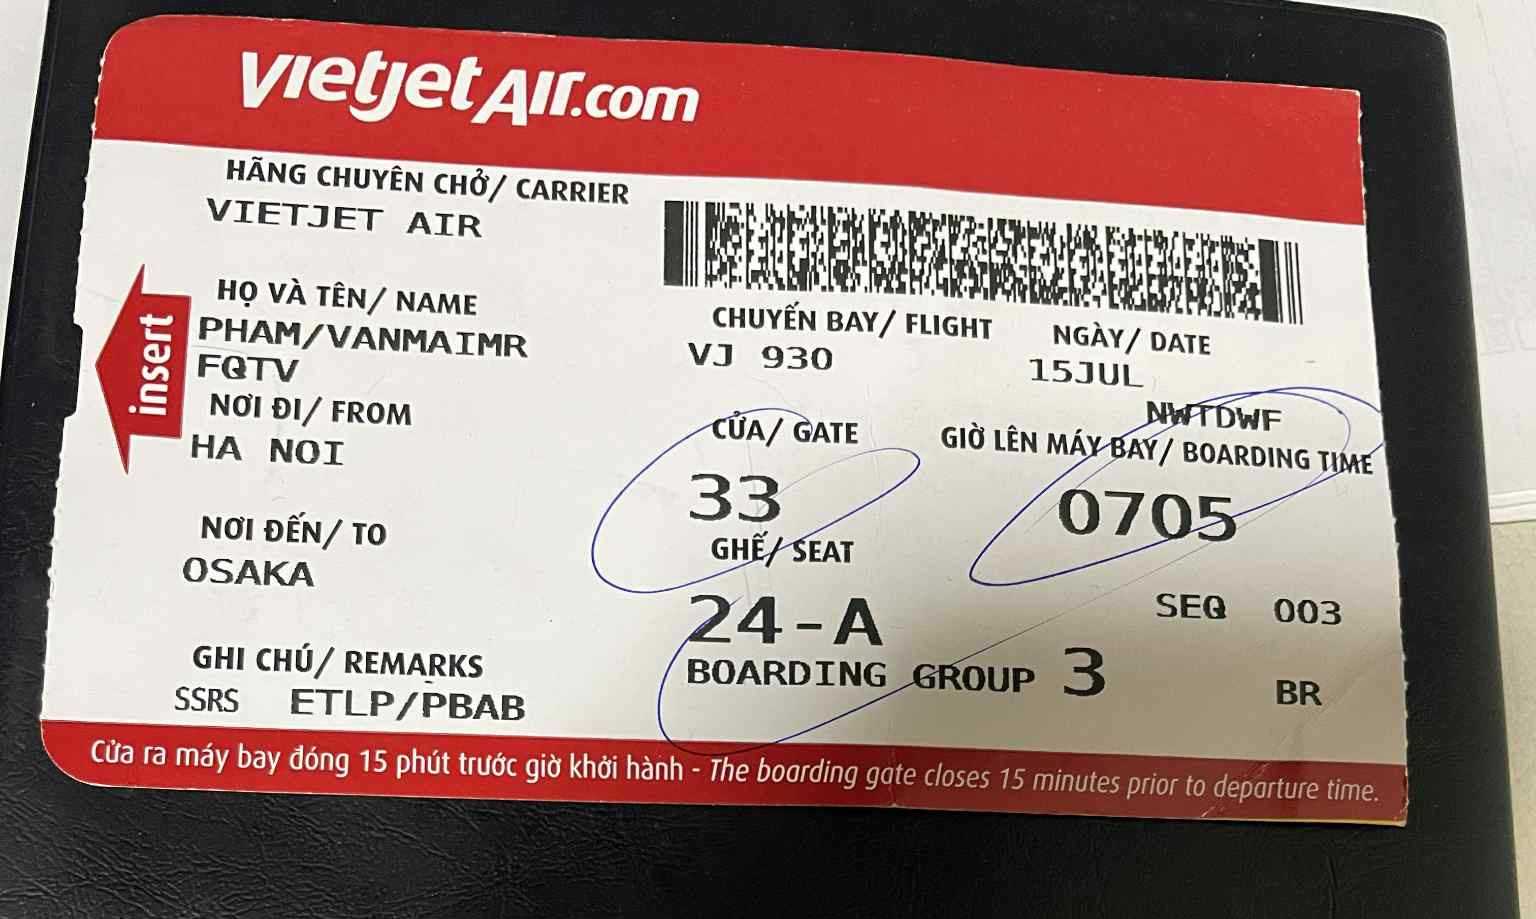 vietjetAir.com
HÃNG CHUYÊN CHỞ/ CARRIER
VIETJET AIR
HỌ VÀ TÊN/ NAME
PHAM/VANMAIMR
FQTV
CHUYẾN BAY/ FLIGHT
VJ 930
NGÀY/ DATE
15JUL
insert
NƠI ĐI/ FROM
HA NOI
CỬA/ GATE
33
NWTDWF
GIỜ LÊN MÁY BAY/ BOARDING TIME
0705
NƠI ĐẾN/ TO
OSAKA
GHẾ/ SEAT
24-A
SEQ 003
GHI CHÚ/ REMARKS
SSRS ETLP/PBAB
BOARDING GROUP 3
BR
Cửa ra máy bay đóng 15 phút trước giờ khởi hành - The boarding gate closes 15 minutes prior to departure time.